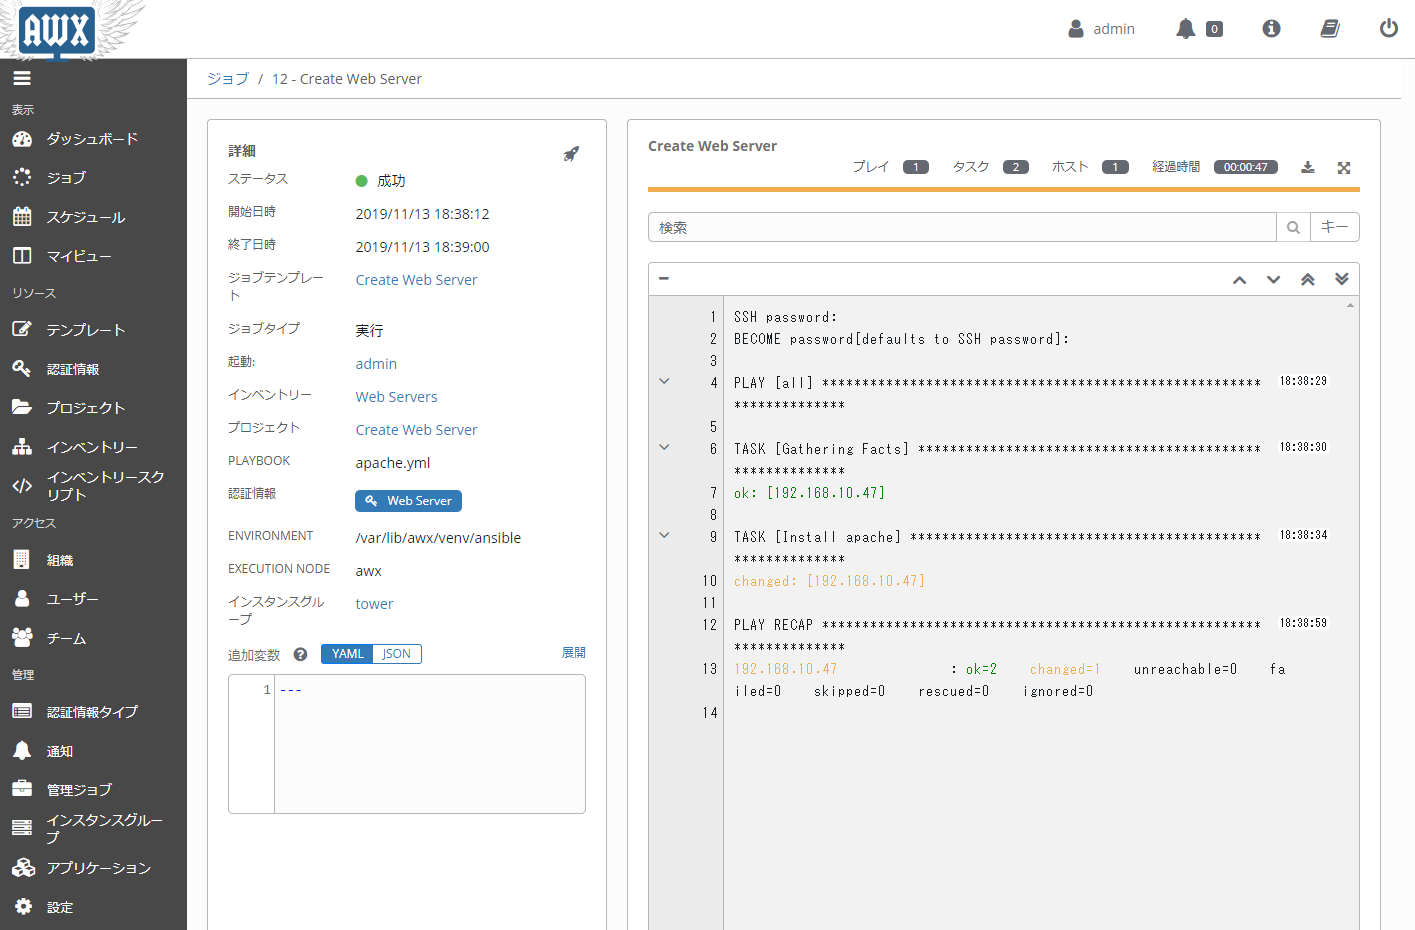 AWX
admin
0
ジョブ / 12 - Create Web Server
表示
ダッシュボード
ジョブ
スケジュール
マイビュー
リソース
テンプレート
認証情報
プロジェクト
インベントリー
インベントリースク
リプト
アクセス
組織
ユーザー
チーム
管理
認証情報タイプ
通知
管理ジョブ
インスタンスグルー
プ
アプリケーション
設定
詳細
ステータス 成功
開始日時 2019/11/13 18:38:12
終了日時 2019/11/13 18:39:00
ジョブテンプレー
ト
Create Web Server
ジョブタイプ 実行
起動: admin
インベントリー Web Servers
プロジェクト Create Web Server
PLAYBOOK apache.yml
認証情報 Web Server
ENVIRONMENT /var/lib/awx/venv/ansible
EXECUTION NODE awx
インスタンスグル
ープ
tower
追加変数 YAML JSON 展開
1 ---
Create Web Server
プレイ 1 タスク 2 ホスト 1 経過時間 00:00:47
検索 キー
1 SSH password:
2 BECOME password[defaults to SSH password]:
3
4 PLAY [all] ******************************************************* 18:38:29
**************
5
6 TASK [Gathering Facts] ******************************************* 18:38:30
**************
7 ok: [192.168.10.47]
8
9 TASK [Install apache] ******************************************** 18:38:34
**************
10 changed: [192.168.10.47]
11
12 PLAY RECAP ******************************************************* 18:38:59
**************
13 192.168.10.47 : ok=2 changed=1 unreachable=0 fa
iled=0 skipped=0 rescued=0 ignored=0
14